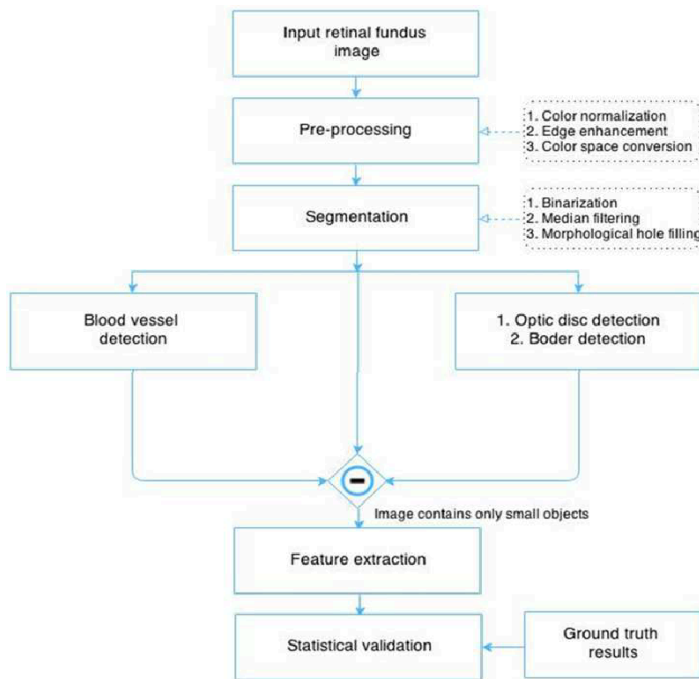 Input retinal fundus
image
Pre-processing
1. Color normalization
2. Edge enhancement
3. Color space conversion
Segmentation
1. Binarization
2. Median filtering
3. Morphological hole filling
Blood vessel
detection
1. Optic disc detection
2. Boder detection
Image contains only small objects
Feature extraction
Statistical validation
Ground truth
results